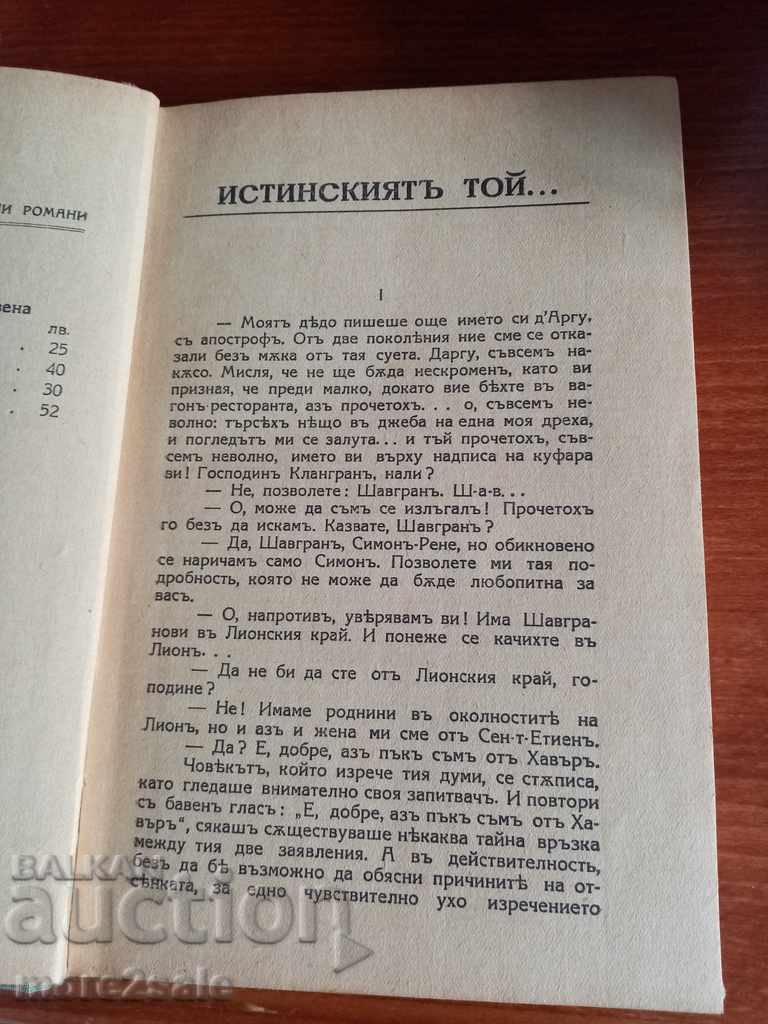 НИ РОМАНИ
вена
лв.
· 25
· 40
· 30
· 52
ИСТИНСКИЯТЪ ТОЙ...
I
— Моятъ дѣдо пишеше още името си д'Аргу,
съ апострофъ. Отъ две поколѣния ние сме се отка-
зали безъ мѫка отъ тая суета. Даргу, съвсемъ на-
кѫсо. Мисля, че не ще бѫда нескроменъ, като ви
призная, че преди малко, докато вие бѣхте въ ва-
гонъ-ресторанта, азъ прочетохъ... о, съвсемъ не-
волно: търсѣхъ нѣщо въ джеба на една моя дреха,
и погледътъ ми се залута... и тъй прочетохъ, съв-
семъ неволно, името ви върху надписа на куфара
ви! Господинъ Клангранъ, нали?
— Не, позволете: Шавгранъ. Ш-а-в...
— О, може да съмъ се излъгалъ! Прочетохъ
го безъ да искамъ. Казвате, Шавгранъ?
— Да, Шавгранъ, Симонъ-Рене, но обикновено
се наричамъ само Симонъ. Позволете ми тая по-
дробность, която не може да бѫде любопитна за
васъ.
— О, напротивъ, увѣрявамъ ви! Има Шавгра-
нови въ Лионския край. И понеже се качихте въ
Лионъ...
— Да не би да сте отъ Лионския край, го-
сподине?
— Не! Имаме роднини въ околноститѣ на
Лионъ, но и азъ и жена ми сме отъ Сен-т-Етиенъ.
— Да? Е, добре, азъ пъкъ съмъ отъ Хавъръ.
Човѣкътъ, който изрече тия думи, се стѫписа,
като гледаше внимателно своя запитвачъ. И повтори
съ бавенъ гласъ: „Е, добре, азъ пъкъ съмъ отъ Ха-
въръ“, сякашъ сѫществуваше некаква тайна връзка
между тия две заявления. А въ действителность,
безъ да бѣ възможно да обясни причинитѣ на от-
сѣнката, за едно чувствително ухо изречението
BALKAN
auction
more2sale